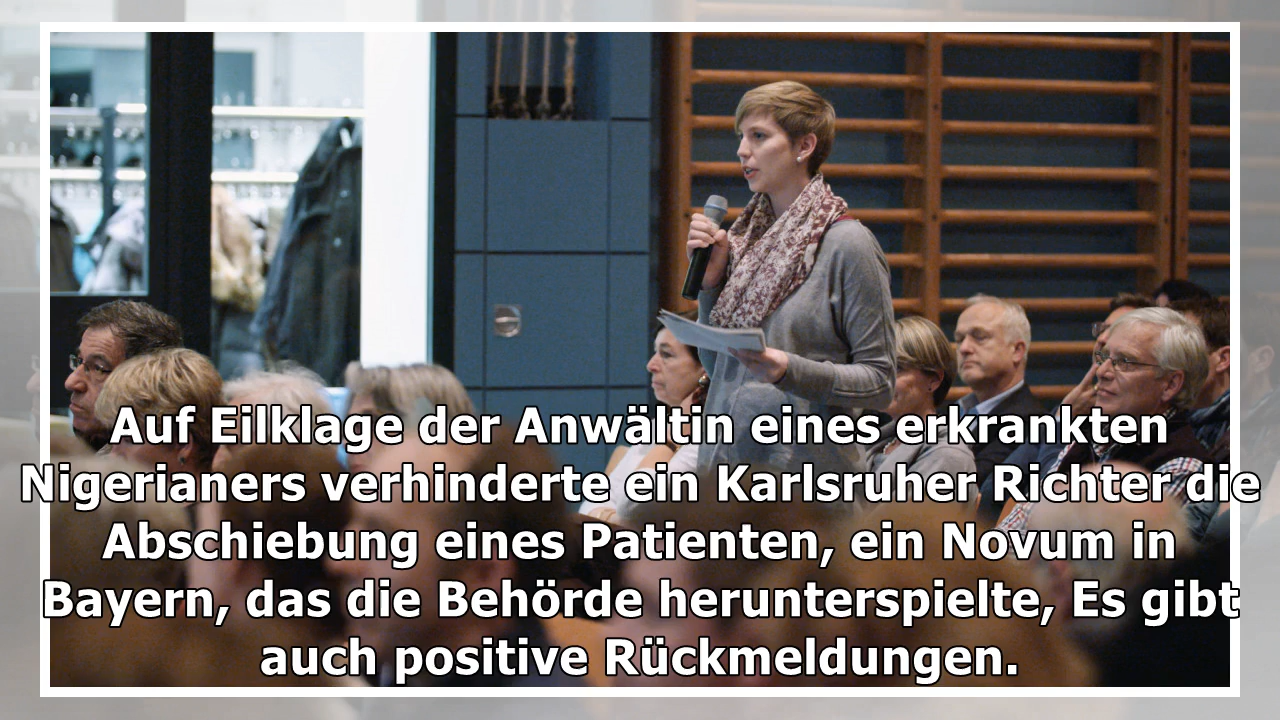 Auf Eilklage der Anwältin eines erkrankten
Nigerianers verhinderte ein Karlsruher Richter die
Abschiebung eines Patienten, ein Novum in
Bayern, das die Behörde herunterspielte, Es gibt
auch positive Rückmeldungen.